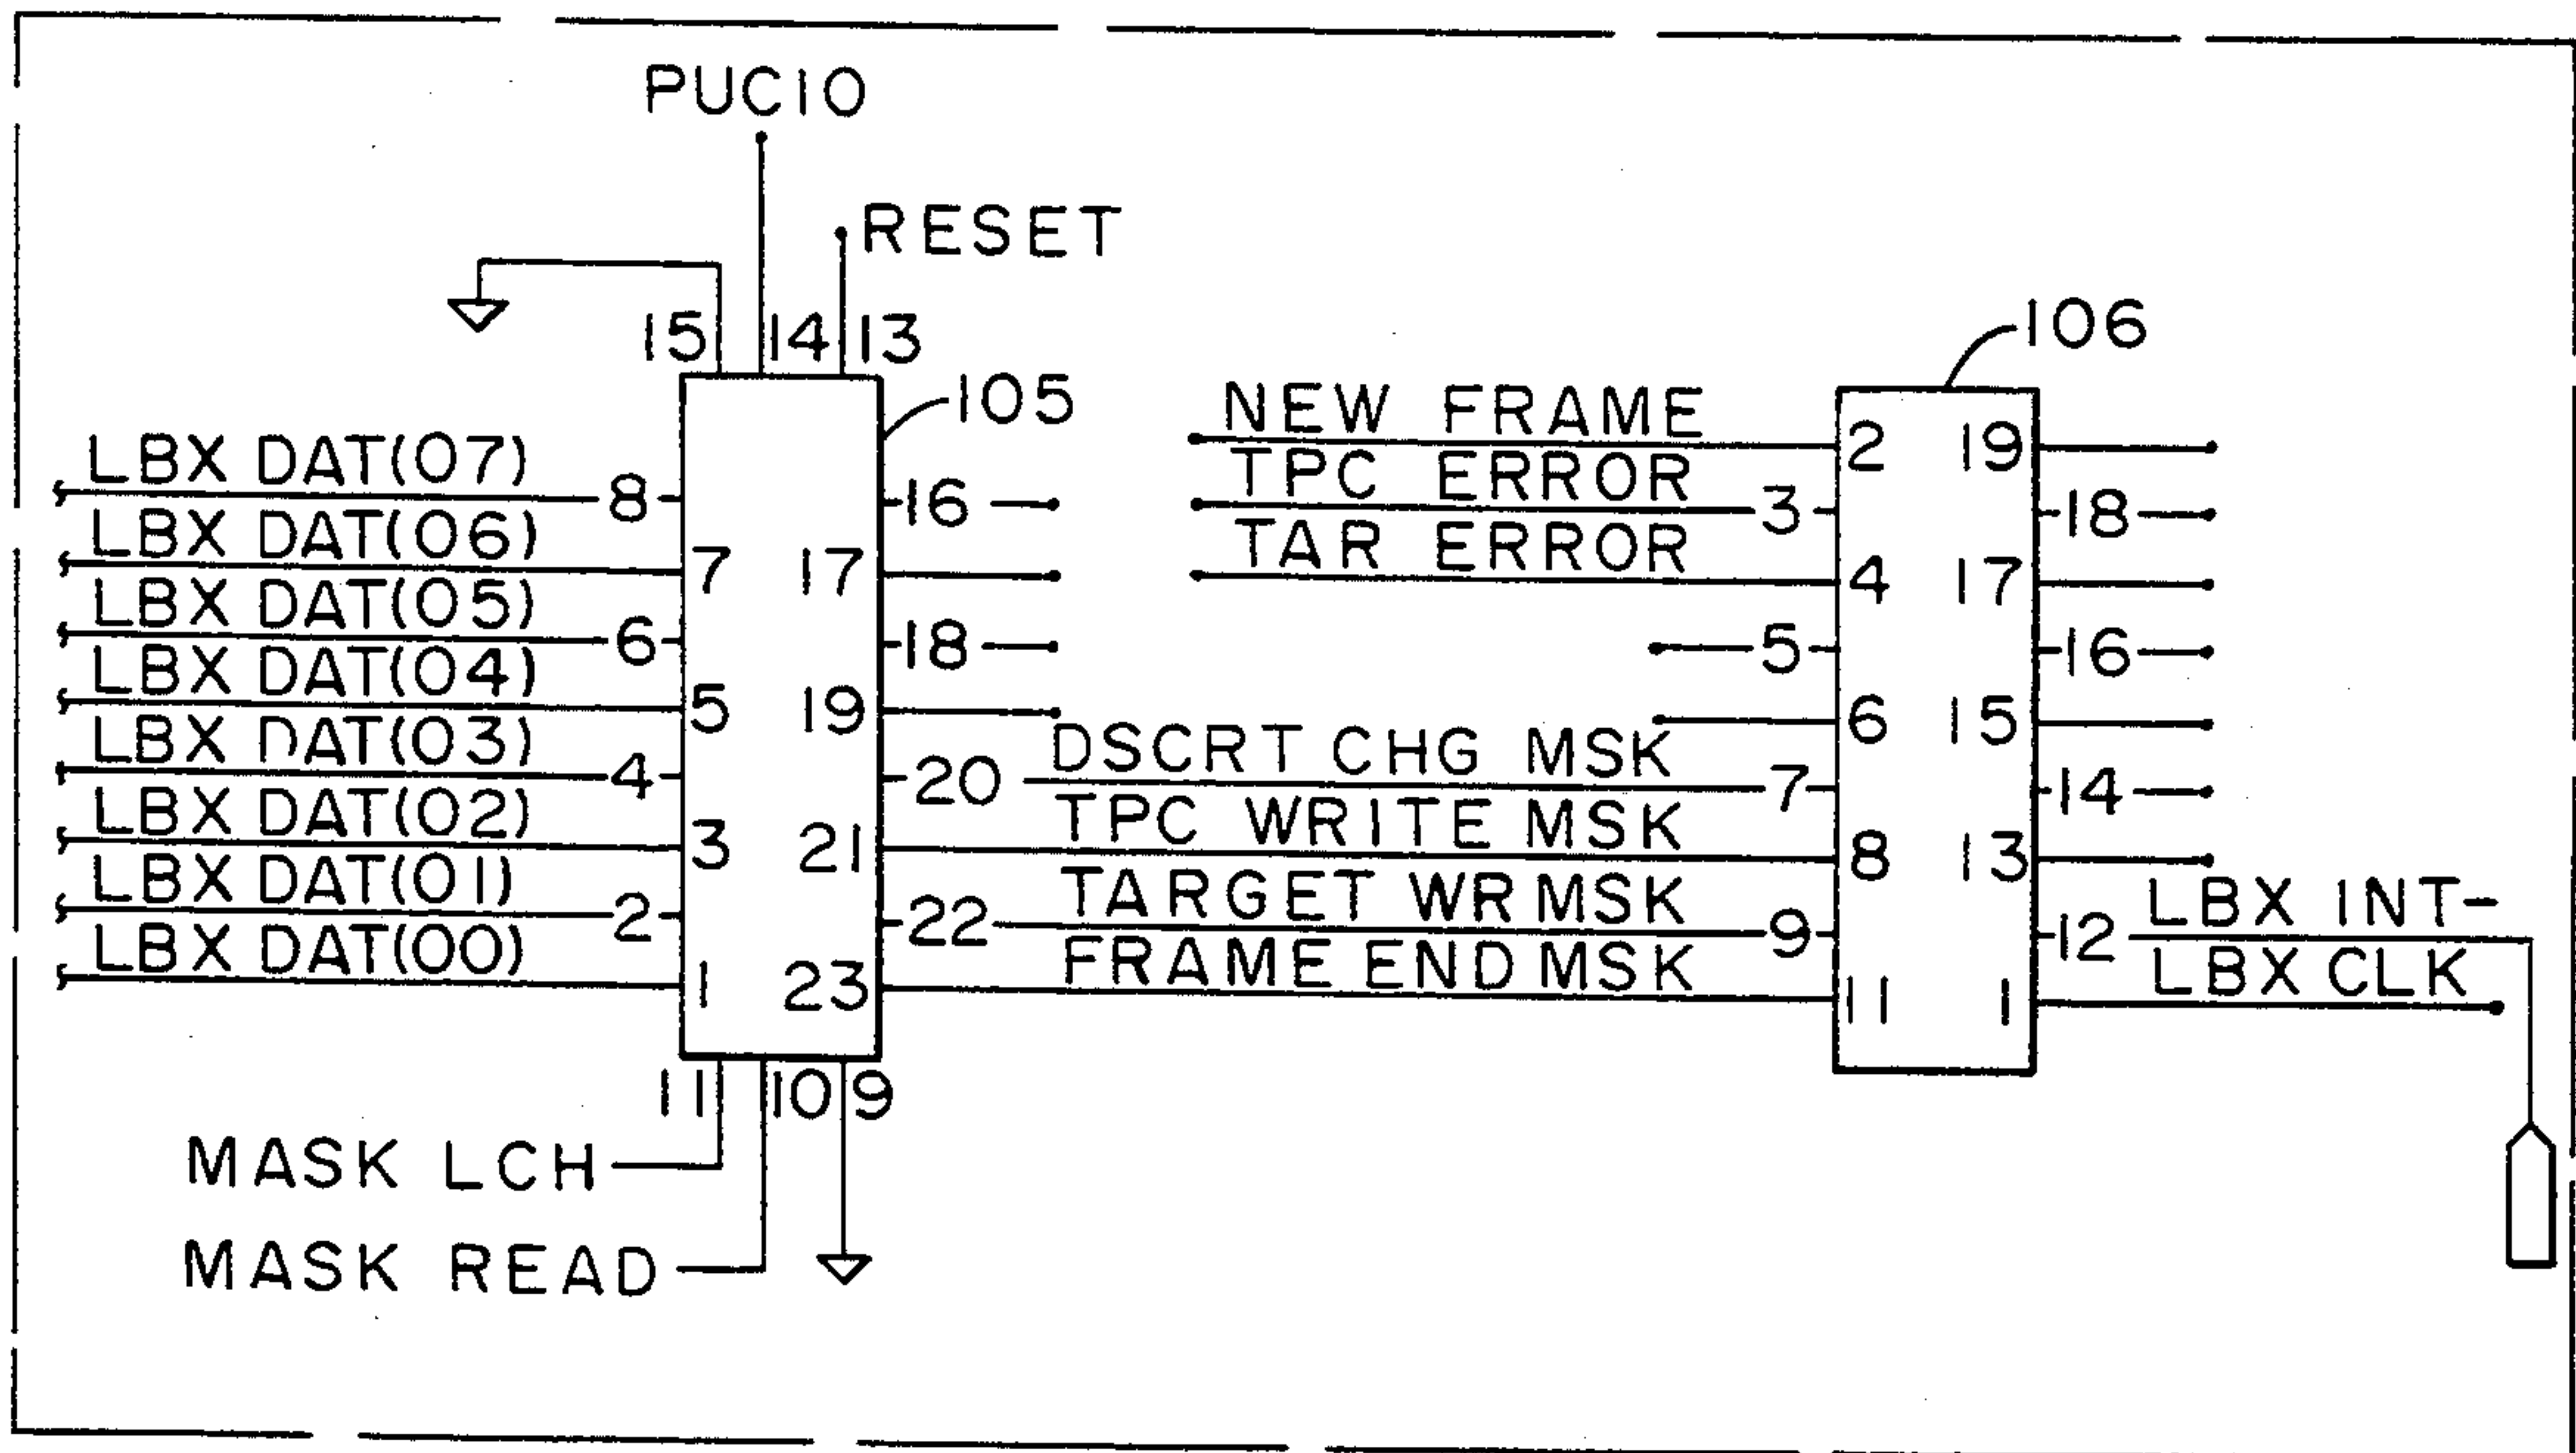 PUC10
RESET
15 14 13
105
106
LBX DAT(07)
8
16
LBX DAT(06)
7
17
LBX DAT(05)
6
18
LBX DAT(04)
5
19
LBX DAT(03)
4
20
LBX DAT(02)
3
21
LBX DAT(01)
2
22
LBX DAT(00)
1
23
11 10 9
MASK LCH
MASK READ
NEW FRAME
2
19
TPC ERROR
3
18
TAR ERROR
4
17
5
16
6
15
DSCRT CHG MSK
7
14
TPC WRITE MSK
8
13
TARGET WR MSK
9
12
LBX INT-
FRAME END MSK
11
1
LBX CLK